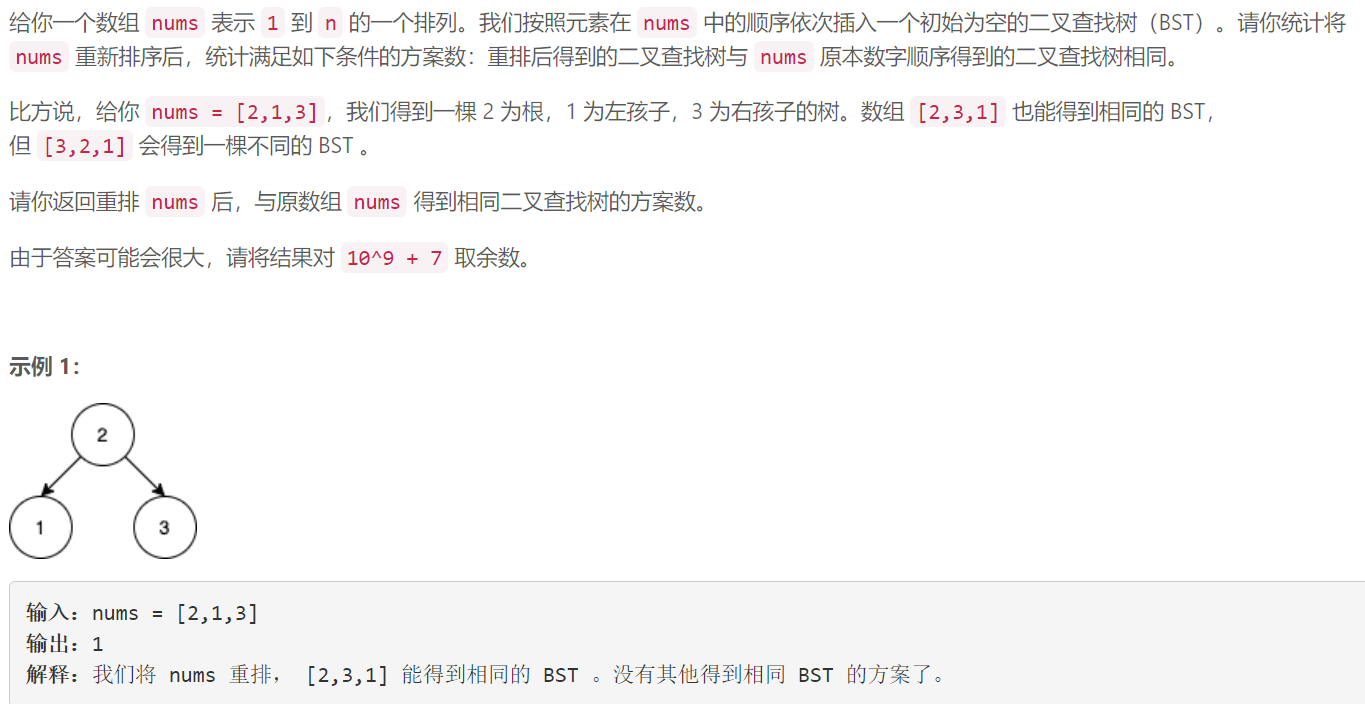 给你一个数组 nums 表示 1 到 n 的一个排列。我们按照元素在 nums 中的顺序依次插入一个初始为空的二叉查找树（BST）。请你统计将
nums 重新排序后，统计满足如下条件的方案数：重排后得到的二叉查找树与 nums 原本数字顺序得到的二叉查找树相同。
比方说，给你 nums = [2,1,3]，我们得到一棵 2 为根，1 为左孩子，3 为右孩子的树。数组 [2,3,1] 也能得到相同的 BST，
但 [3,2,1] 会得到一棵不同的 BST 。
请你返回重排 nums 后，与原数组 nums 得到相同二叉查找树的方案数。
由于答案可能会很大，请将结果对 10^9 + 7 取余数。
示例 1：
2
1 3
输入：nums = [2,1,3]
输出：1
解释：我们将 nums 重排， [2,3,1] 能得到相同的 BST 。没有其他得到相同 BST 的方案了。